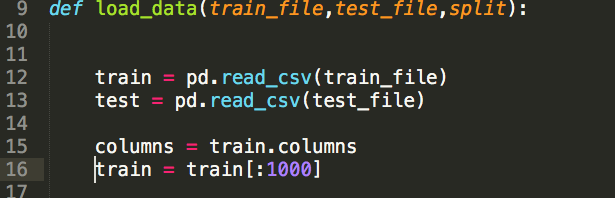 9 def load_data(train_file,test_file,split):
10
11
12 train = pd.read_csv(train_file)
13 test = pd.read_csv(test_file)
14
15 columns = train.columns
16 train = train[:1000]
17